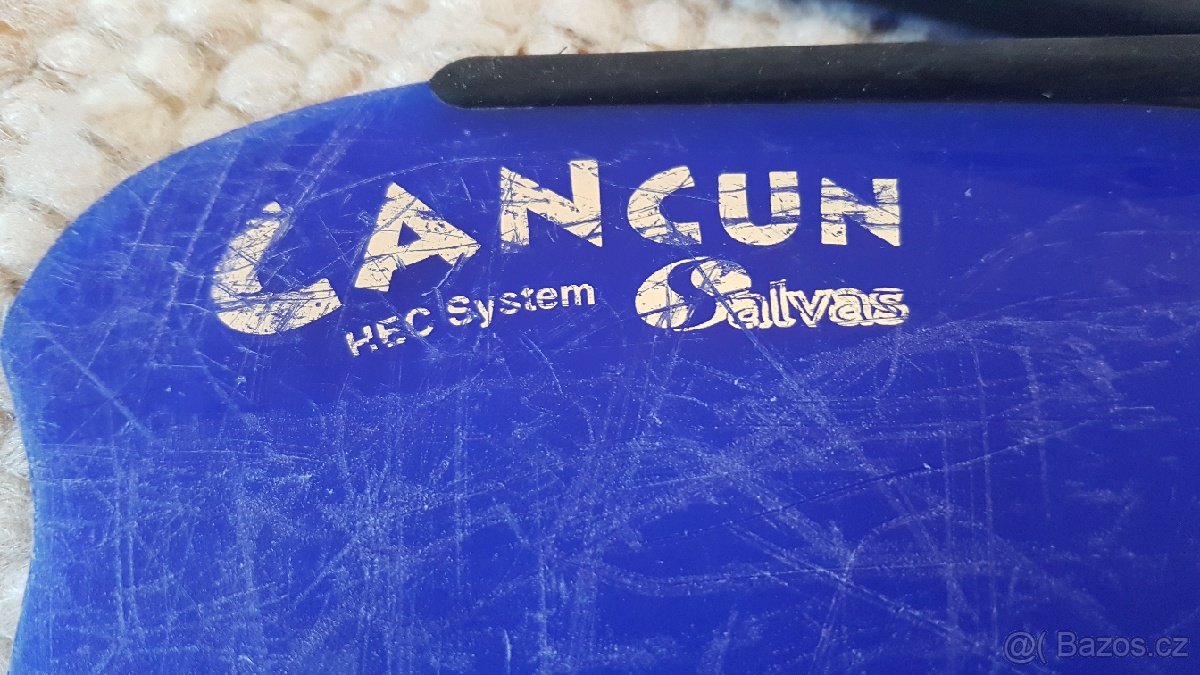 CANCUN
HEC System Salvas
@( Bazos.cz